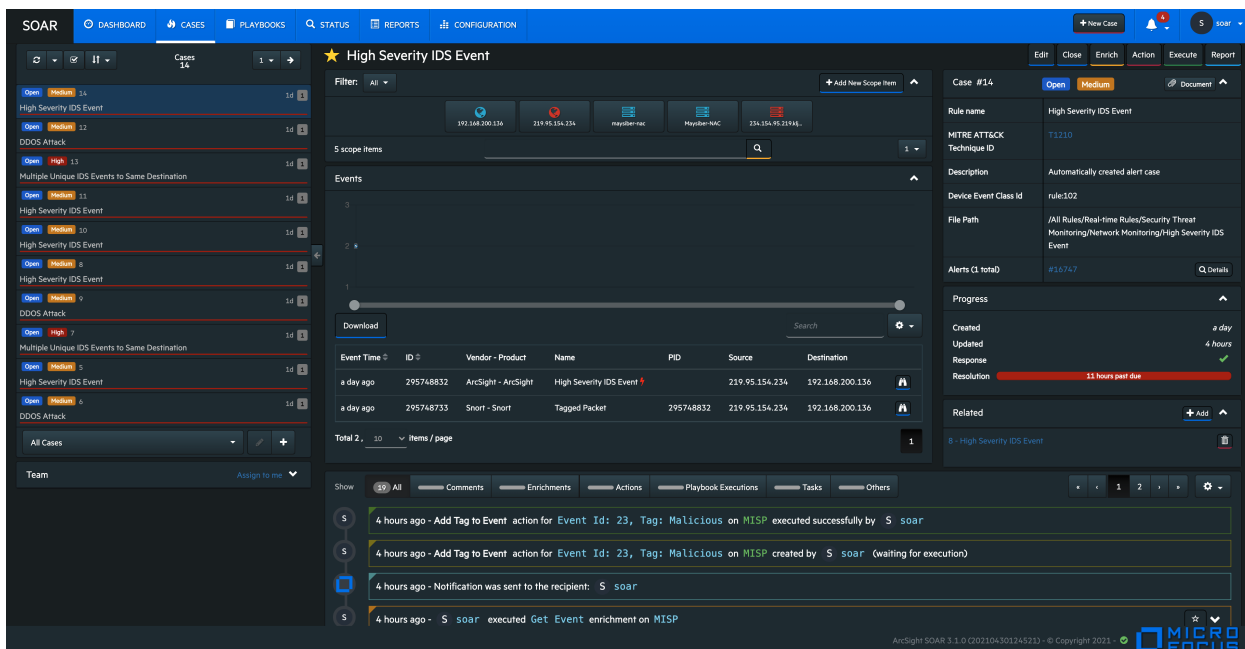 SOAR DASHBOARD CASES PLAYBOOKS STATUS REPORTS CONFIGURATION + New Case 4 S soar
Cases
14
1
Open Medium 14 1d 1
High Severity IDS Event
Open Medium 12 1d 1
DDOS Attack
Open High 13 1d 1
Multiple Unique IDS Events to Same Destination
Open Medium 11 1d 1
High Severity IDS Event
Open Medium 10 1d 1
High Severity IDS Event
Open Medium 8 1d 1
High Severity IDS Event
Open Medium 9 1d 1
DDOS Attack
Open High 7 1d 1
Multiple Unique IDS Events to Same Destination
Open Medium 5 1d 1
High Severity IDS Event
Open Medium 6 1d 1
DDOS Attack
All Cases
Team Assign to me
High Severity IDS Event
Edit Close Enrich Action Execute Report
Filter: All + Add New Scope Item
192.168.200.136 219.95.154.234 maysiber-nac Maysiber-NAC 234.154.95.219.klj...
5 scope items 1
Events
3
2
1
Download Search
Event Time ID Vendor - Product Name PID Source Destination
a day ago 295748832 ArcSight - ArcSight High Severity IDS Event 219.95.154.234 192.168.200.136
a day ago 295748733 Snort - Snort Tagged Packet 295748832 219.95.154.234 192.168.200.136
Total 2 , 10 items / page 1
Case #14 Open Medium Document
Rule name High Severity IDS Event
MITRE ATT&CK T1210
Technique ID
Description Automatically created alert case
Device Event Class Id rule:102
File Path /All Rules/Real-time Rules/Security Threat
Monitoring/Network Monitoring/High Severity IDS
Event
Alerts (1 total) #16747 Details
Progress
Created a day
Updated 4 hours
Response
Resolution 11 hours past due
Related + Add
8 - High Severity IDS Event
Show 19 All Comments Enrichments Actions Playbook Executions Tasks Others « ‹ 1 2 › »
S 4 hours ago - Add Tag to Event action for Event Id: 23, Tag: Malicious on MISP executed successfully by S soar
S 4 hours ago - Add Tag to Event action for Event Id: 23, Tag: Malicious on MISP created by S soar (waiting for execution)
4 hours ago - Notification was sent to the recipient: S soar
S 4 hours ago - S soar executed Get Event enrichment on MISP
ArcSight SOAR 3.1.0 (20210430124521) - © Copyright 2021 -
MICRO
FOCUS